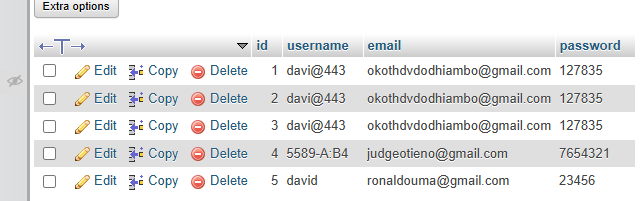 Extra options
id username email password
Edit Copy Delete 1 davi@443 okothdvdodhiambo@gmail.com 127835
Edit Copy Delete 2 davi@443 okothdvdodhiambo@gmail.com 127835
Edit Copy Delete 3 davi@443 okothdvdodhiambo@gmail.com 127835
Edit Copy Delete 4 5589-A:B4 judgeotieno@gmail.com 7654321
Edit Copy Delete 5 david ronaldouma@gmail.com 23456